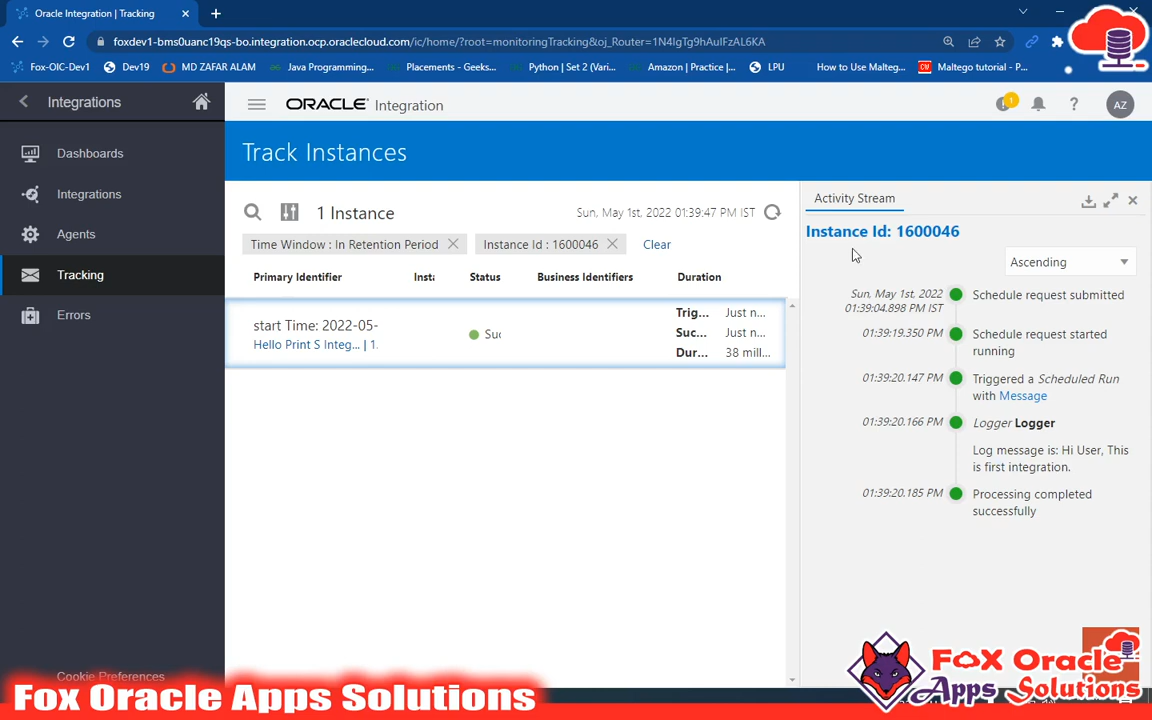 Oracle Integration | Tracking
foxdev1-bms0uanc19qs-bo.integration.ocp.oraclecloud.com/ic/home/?root=monitoringTracking&oj_Router=1N4IgTg9hAuIFzAL6KA
Fox-OIC-Dev1
Dev19
MD ZAFAR ALAM
Java Programming...
Placements - Geeks...
Python | Set 2 (Vari...
Amazon | Practice |...
LPU
How to Use Malteg...
Maltego tutorial - P...
Integrations
ORACLE Integration
1
AZ
Dashboards
Integrations
Agents
Tracking
Errors
Cookie Preferences
Track Instances
1 Instance
Sun, May 1st, 2022 01:39:47 PM IST
Time Window : In Retention Period
Instance Id : 1600046
Clear
Primary Identifier
Insta
Status
Business Identifiers
Duration
start Time: 2022-05-
Hello Print S Integ... | 1.
Suc
Trig... Just n...
Suc... Just n...
Dur... 38 mill...
Activity Stream
Instance Id: 1600046
Ascending
Sun, May 1st, 2022
01:39:04.898 PM IST
Schedule request submitted
01:39:19.350 PM
Schedule request started
running
01:39:20.147 PM
Triggered a Scheduled Run
with Message
01:39:20.166 PM
Logger Logger
Log message is: Hi User, This
is first integration.
01:39:20.185 PM
Processing completed
successfully
Fox Oracle Apps Solutions
FOX Oracle
Apps Solutions